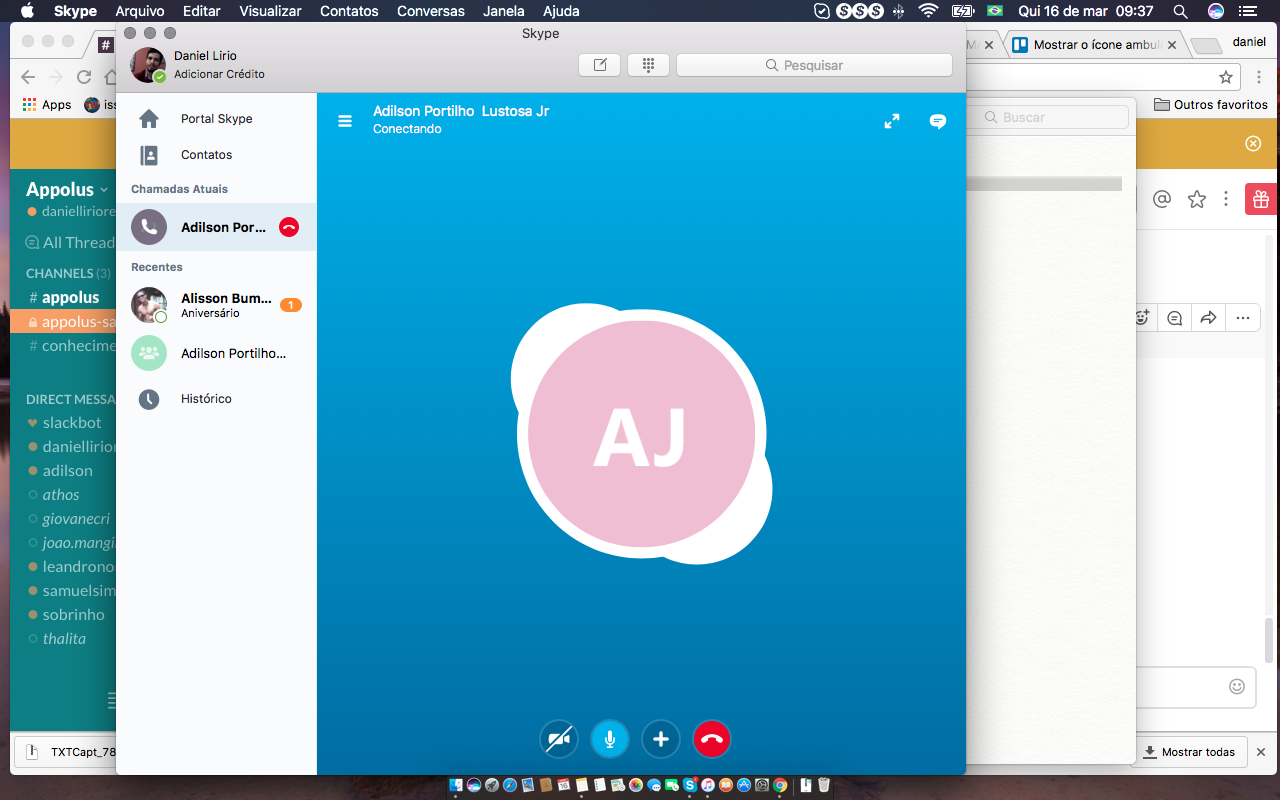 Skype Arquivo Editar Visualizar Contatos Conversas Janela Ajuda
S S S Qui 16 de mar 09:37
Skype
Daniel Lirio
Adicionar Crédito
Pesquisar
Mostrar o ícone ambul
daniel
Apps
Outros favoritos
Portal Skype
Contatos
Chamadas Atuais
Adilson Por...
Recentes
Alisson Bum...
Aniversário
1
Adilson Portilho...
Histórico
Adilson Portilho Lustosa Jr
Conectando
AJ
Buscar
Appolus
daniellliriore
All Thread
CHANNELS (3)
# appolus
appolus-sa
# conhecime
DIRECT MESSA
slackbot
daniellirior
adilson
athos
giovanecri
joao.mangi
leandrono
samuelsim
sobrinho
thalita
TXTCapt_78
Mostrar todas